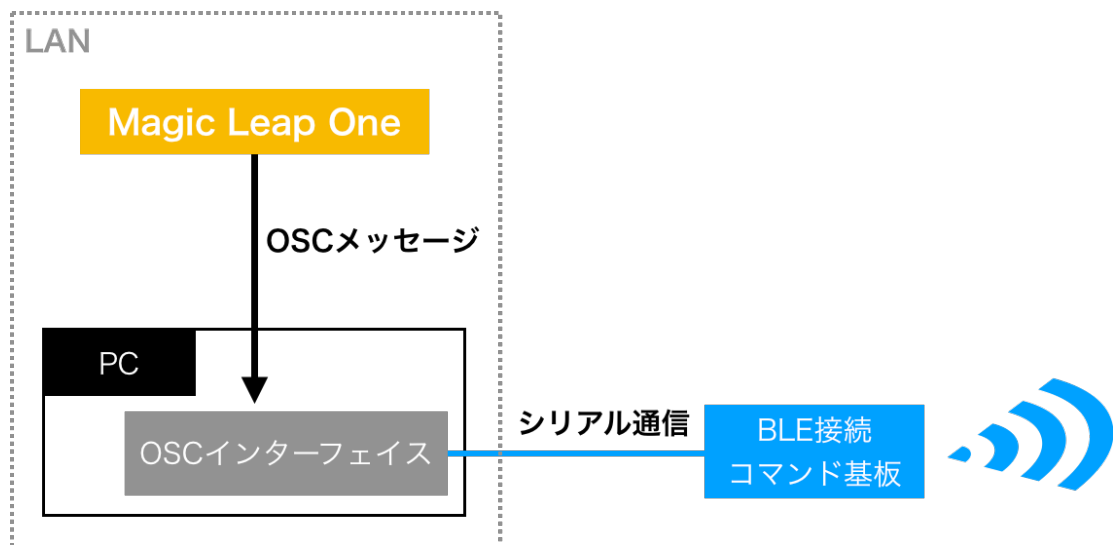 LAN
Magic Leap One
OSCメッセージ
PC
OSCインターフェイス
シリアル通信
BLE接続
コマンド基板